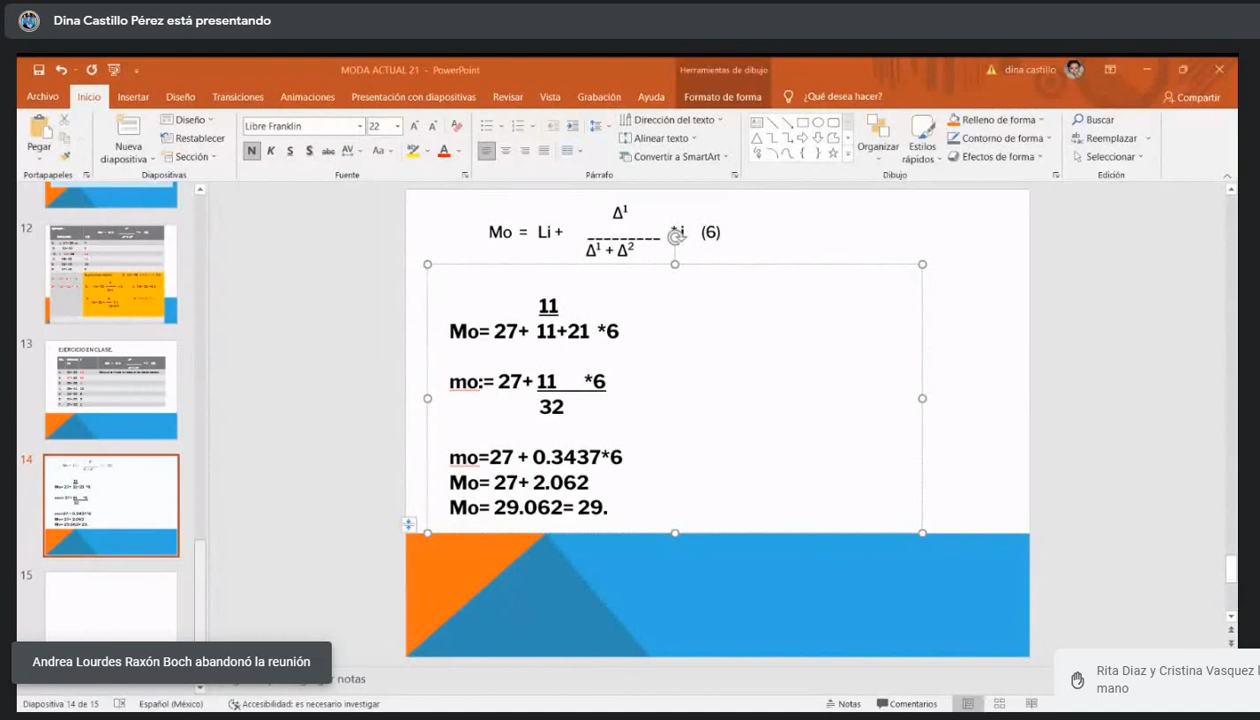 Dina Castillo Pérez está presentando
MODA ACTUAL 21 - PowerPoint
Herramientas de dibujo
dina castillo
Archivo Inicio Insertar Diseño Transiciones Animaciones Presentación con diapositivas Revisar Vista Grabación Ayuda Formato de forma ¿Qué desea hacer? Compartir
Pegar
Portapapeles
Nueva diapositiva
Diseño
Restablecer
Sección
Diapositivas
Libre Franklin 22
N K S S abc AV Aa A
Fuente
Dirección del texto
Alinear texto
Convertir a SmartArt
Párrafo
Organizar
Estilos rápidos
Relleno de forma
Contorno de forma
Efectos de forma
Dibujo
Buscar
Reemplazar
Seleccionar
Edición
12
13
EJERCICIO EN CLASE.
14
15
Δ¹
Mo = Li + _________ *i (6)
Δ¹ + Δ²
11
Mo= 27+ 11+21 *6
mo:= 27+ 11 *6
32
mo=27 + 0.3437*6
Mo= 27+ 2.062
Mo= 29.062= 29.
Andrea Lourdes Raxón Boch abandonó la reunión
notas
Rita Diaz y Cristina Vasquez l
mano
Diapositiva 14 de 15 Español (México) Accesibilidad: es necesario investigar Notas Comentarios